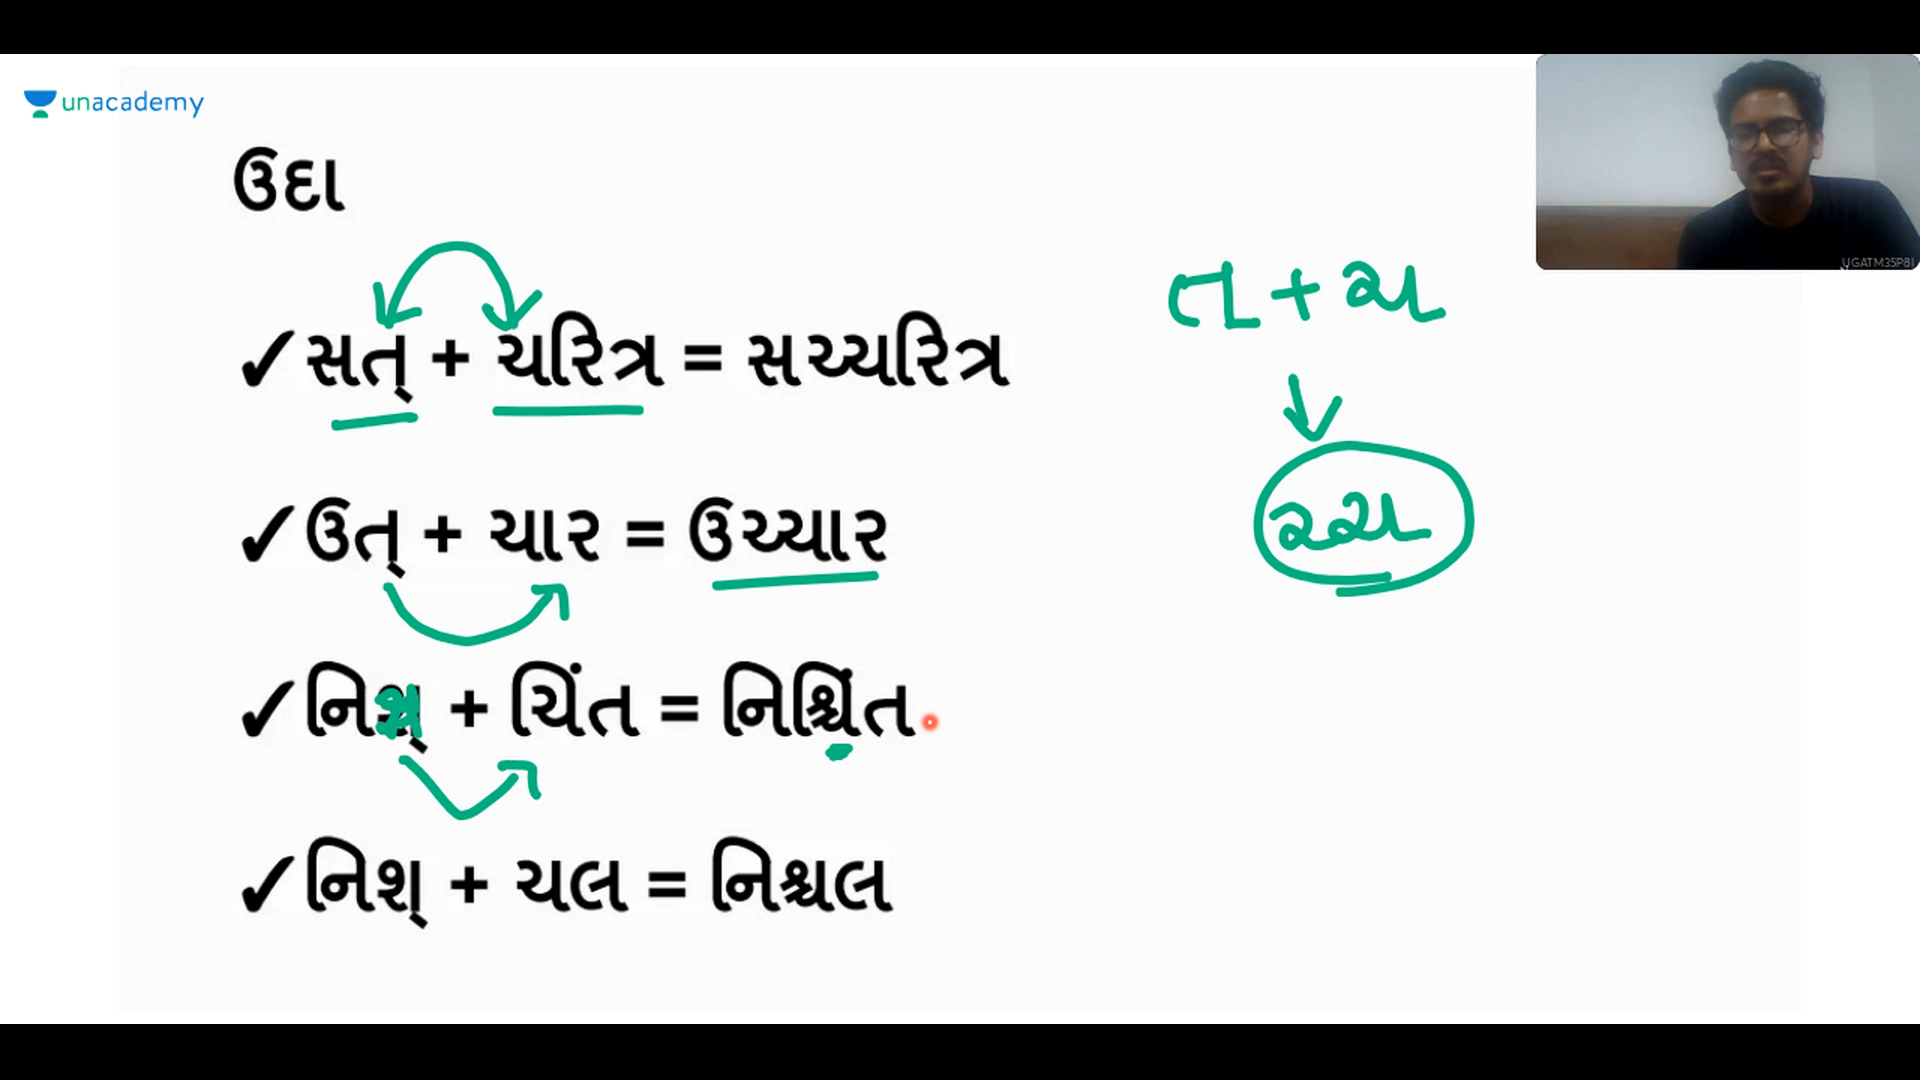 unacademy
ઉદા
✓સત્ + ચરિત્ર = સચ્ચરિત્ર
✓ઉત્ + ચાર = ઉચ્ચાર
✓નિશ્ + ચિંત = નિશ્ચિંત
✓નિશ્ + ચલ = નિશ્ચલ
ત + ચ
ચ્ચ
UGATM35P8I